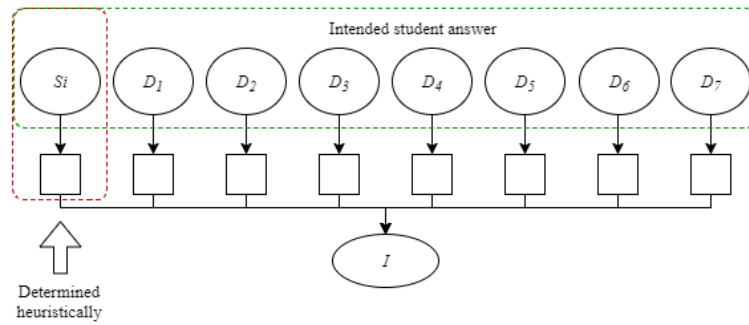 Intended student answer
Si D1 D2 D3 D4 D5 D6 D7
I
Determined
heuristically